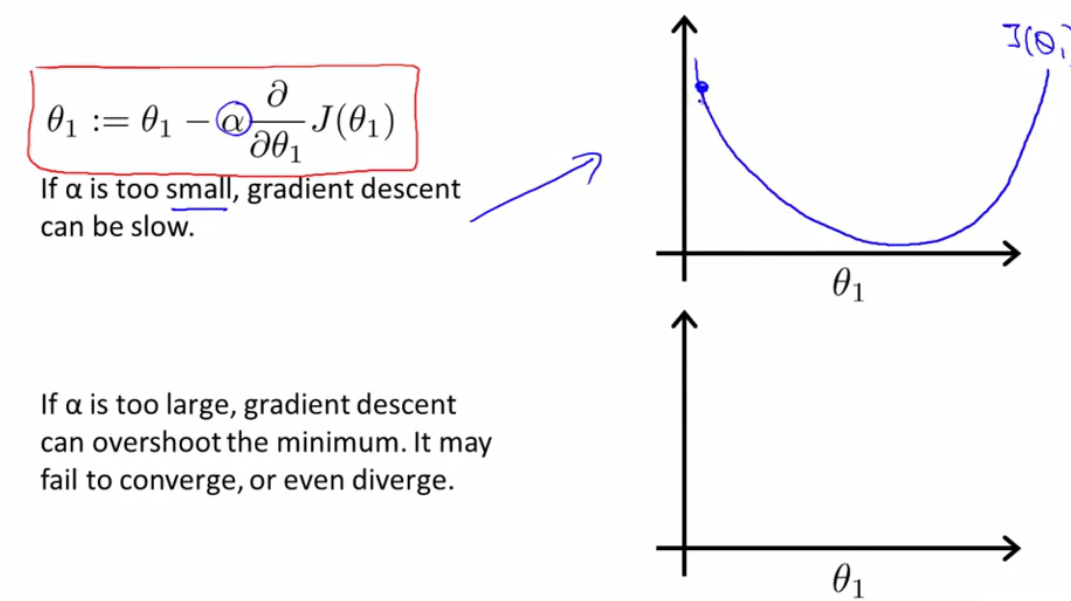 θ₁ := θ₁ − α ∂/∂θ₁ J(θ₁)
If α is too small, gradient descent
can be slow.
J(θ₁)
θ₁
If α is too large, gradient descent
can overshoot the minimum. It may
fail to converge, or even diverge.
θ₁